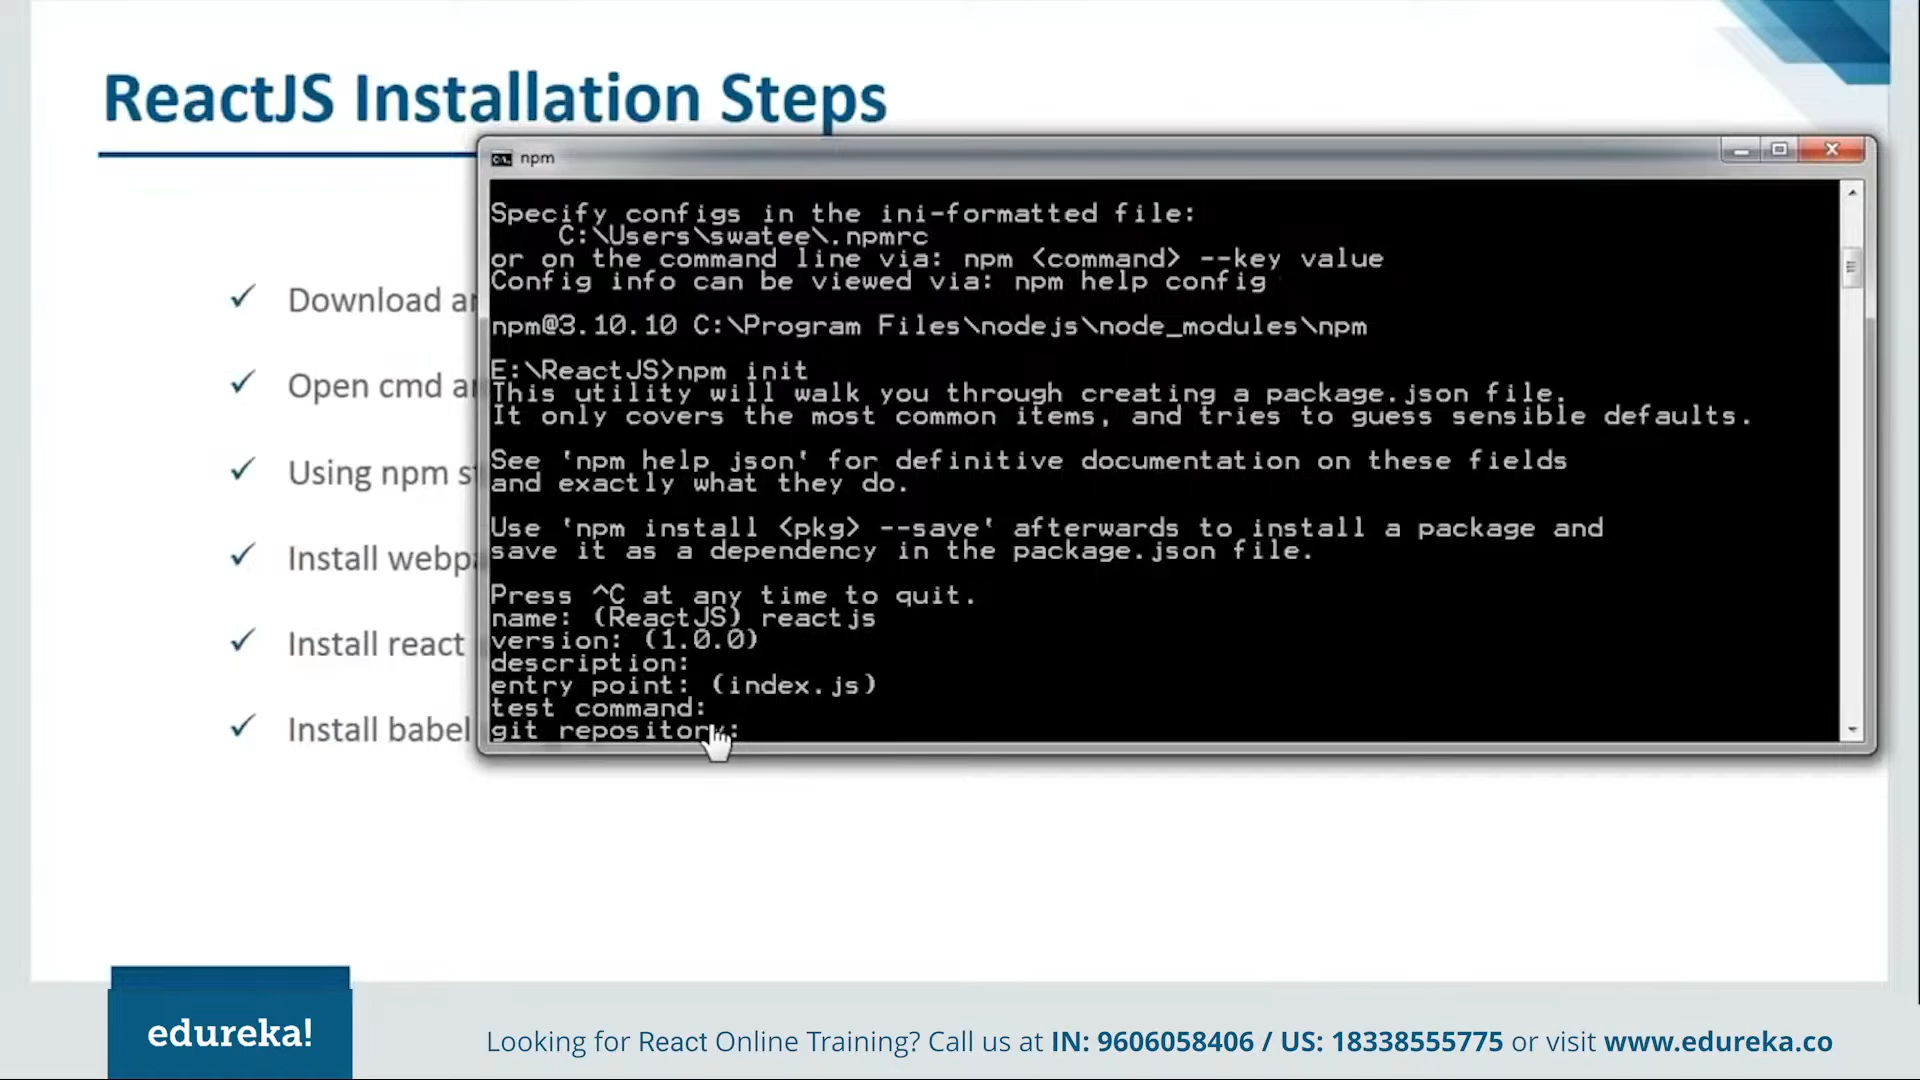 ReactJS Installation Steps
npm
Specify configs in the ini-formatted file:
C:\Users\swatee\.npmrc
or on the command line via: npm <command> --key value
Config info can be viewed via: npm help config
npm@3.10.10 C:\Program Files\nodejs\node_modules\npm
E:\ReactJS>npm init
This utility will walk you through creating a package.json file.
It only covers the most common items, and tries to guess sensible defaults.
See 'npm help json' for definitive documentation on these fields
and exactly what they do.
Use 'npm install <pkg> --save' afterwards to install a package and
save it as a dependency in the package.json file.
Press ^C at any time to quit.
name: (ReactJS) reactjs
version: (1.0.0)
description:
entry point: (index.js)
test command:
git repository:
Download
Open cmd
Using npm
Install
Install react
Install babel
edureka!
Looking for React Online Training? Call us at IN: 9606058406 / US: 18338555775 or visit www.edureka.co